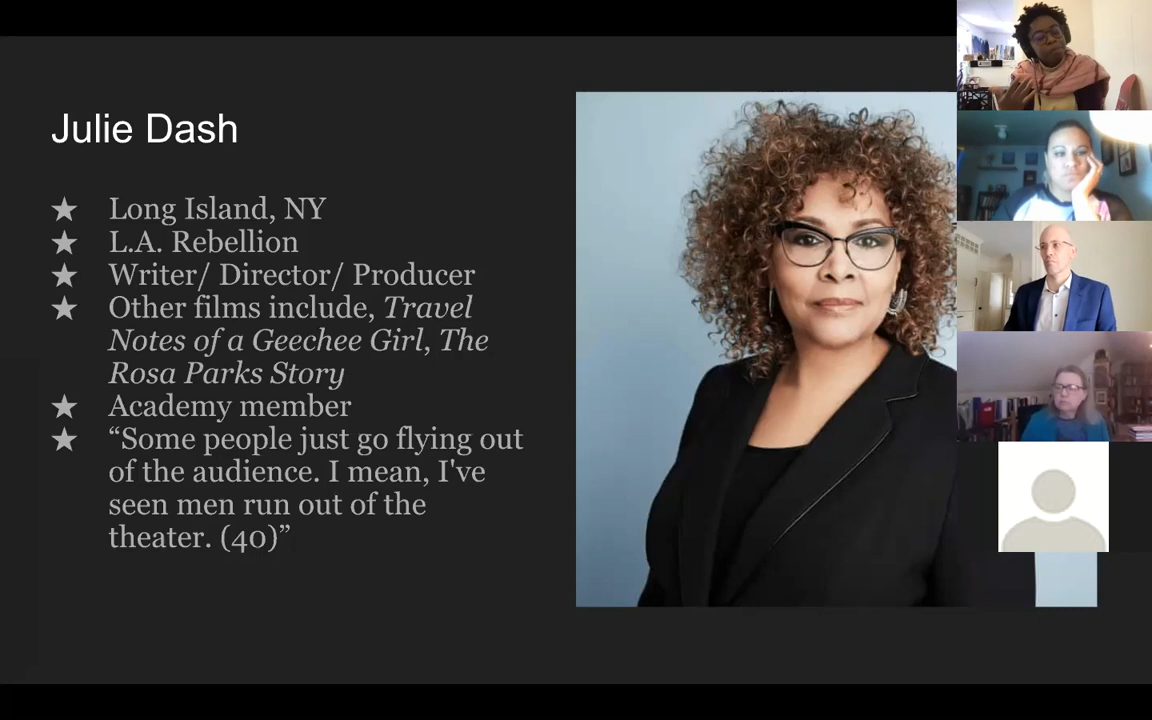 Julie Dash
★ Long Island, NY
★ L.A. Rebellion
★ Writer/ Director/ Producer
★ Other films include, Travel
Notes of a Geechee Girl, The
Rosa Parks Story
★ Academy member
★ “Some people just go flying out
of the audience. I mean, I've
seen men run out of the
theater. (40)”